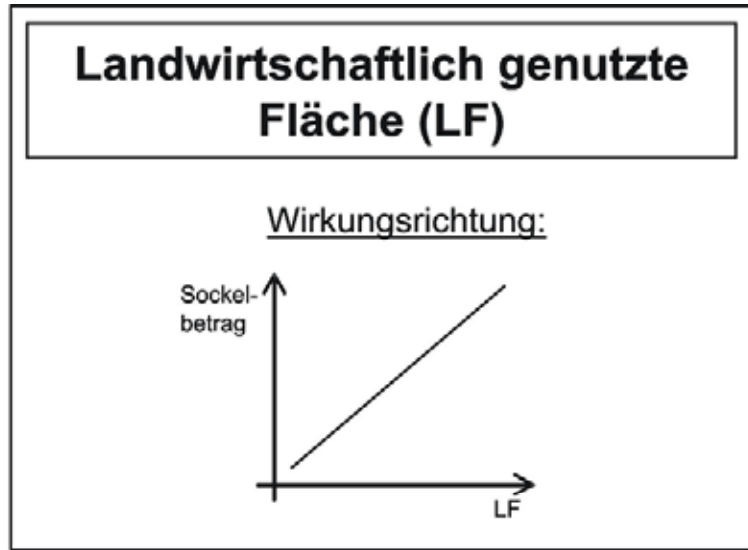 Landwirtschaftlich genutzte
Fläche (LF)
Wirkungsrichtung:
Sockel-
betrag
LF